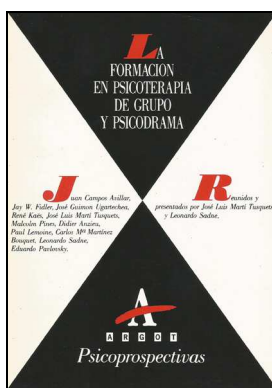 LA
FORMACION
EN PSICOTERAPIA
DE GRUPO
Y PSICODRAMA
Juan Campos Avillar,
Jay W. Fidler, José Guimon Ugartechea,
René Kaës, José Luis Martí Tusquets,
Malcolm Pines, Didier Anzieu,
Paul Lemoine, Carlos Mª Martínez
Bouquet, Leonardo Sadne,
Eduardo Pavlovsky.
Reunidos y
presentados por José Luis Martí Tusquets
y Leonardo Sadne.
A
ARGOT
Psicoprospectivas